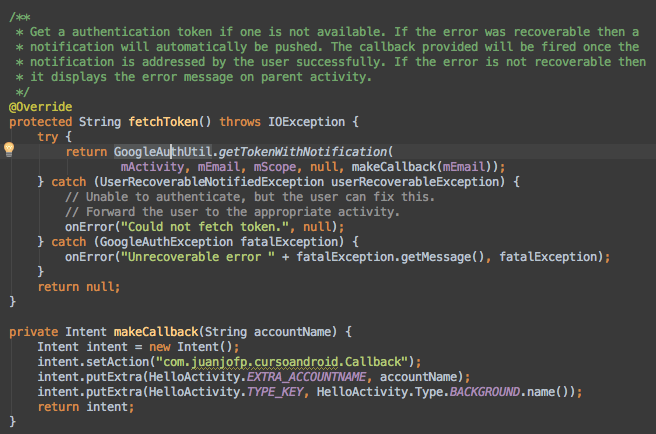 /**
 * Get a authentication token if one is not available. If the error was recoverable then a
 * notification will automatically be pushed. The callback provided will be fired once the
 * notification is addressed by the user successfully. If the error is not recoverable then
 * it displays the error message on parent activity.
 */
@Override
protected String fetchToken() throws IOException {
    try {
        return GoogleAuthUtil.getTokenWithNotification(
                mActivity, mEmail, mScope, null, makeCallback(mEmail));
    } catch (UserRecoverableNotifiedException userRecoverableException) {
        // Unable to authenticate, but the user can fix this.
        // Forward the user to the appropriate activity.
        onError("Could not fetch token.", null);
    } catch (GoogleAuthException fatalException) {
        onError("Unrecoverable error " + fatalException.getMessage(), fatalException);
    }
    return null;
}
private Intent makeCallback(String accountName) {
    Intent intent = new Intent();
    intent.setAction("com.juanjofp.cursoandroid.Callback");
    intent.putExtra(HelloActivity.EXTRA_ACCOUNTNAME, accountName);
    intent.putExtra(HelloActivity.TYPE_KEY, HelloActivity.Type.BACKGROUND.name());
    return intent;
}